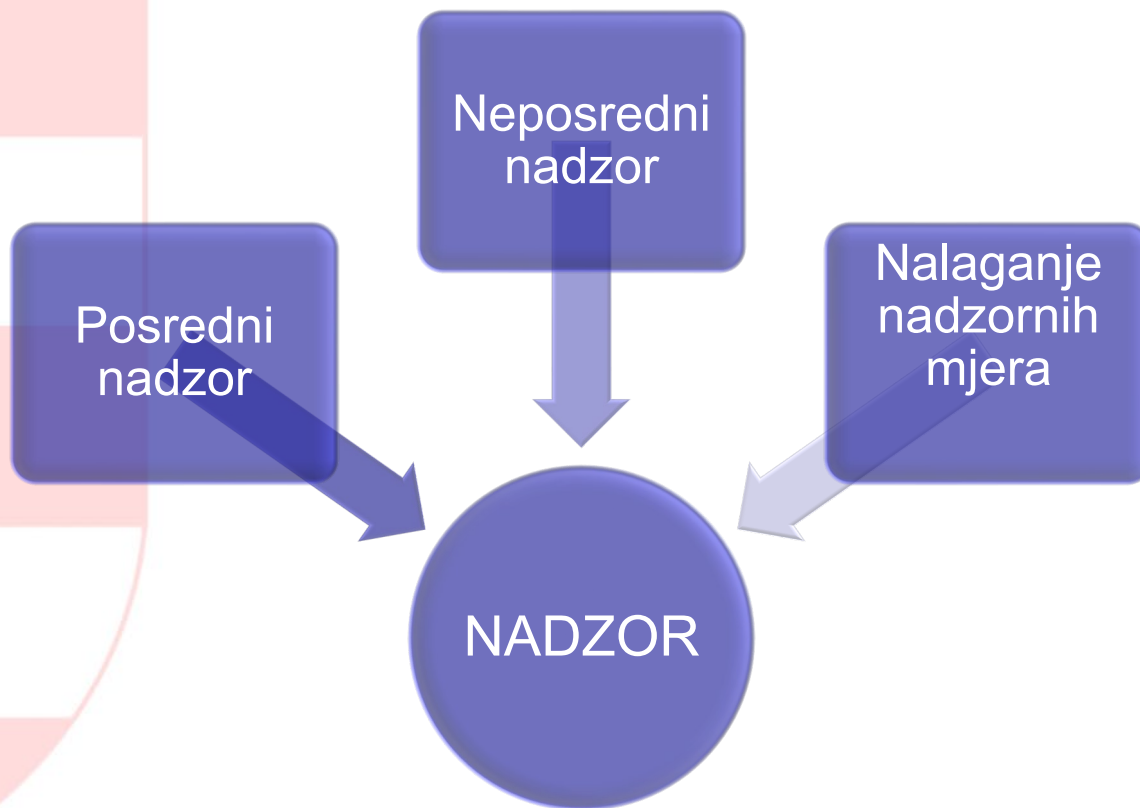 Neposredni
nadzor
Posredni
nadzor
Nalaganje
nadzornih
mjera
NADZOR